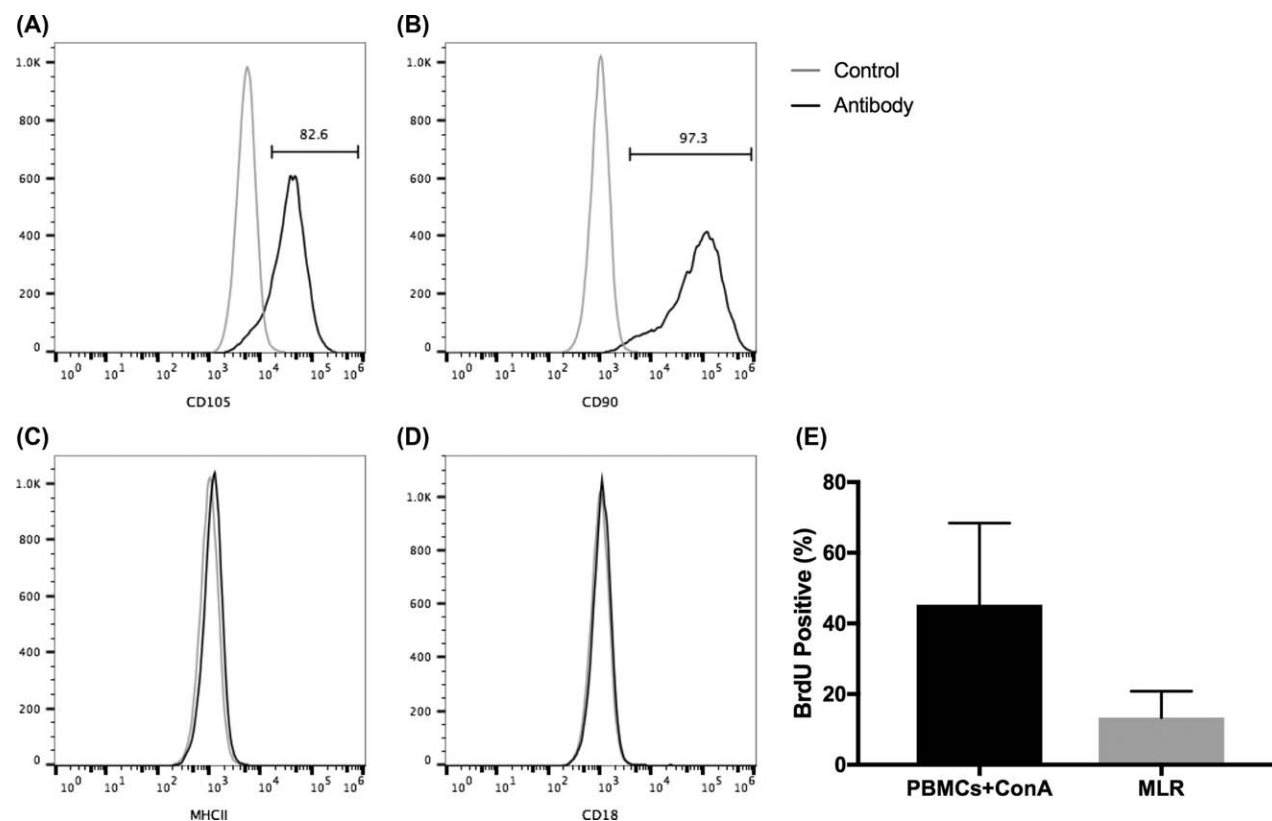 (A)
1.0K
800
600
400
200
0
82.6
10^0 10^1 10^2 10^3 10^4 10^5 10^6
CD105
(B)
1.0K
800
600
400
200
0
97.3
10^0 10^1 10^2 10^3 10^4 10^5 10^6
CD90
Control
Antibody
(C)
1.0K
800
600
400
200
0
10^0 10^1 10^2 10^3 10^4 10^5 10^6
MHCII
(D)
1.0K
800
600
400
200
0
10^0 10^1 10^2 10^3 10^4 10^5 10^6
CD18
(E)
BrdU Positive (%)
80
60
40
20
0
PBMCs+ConA MLR